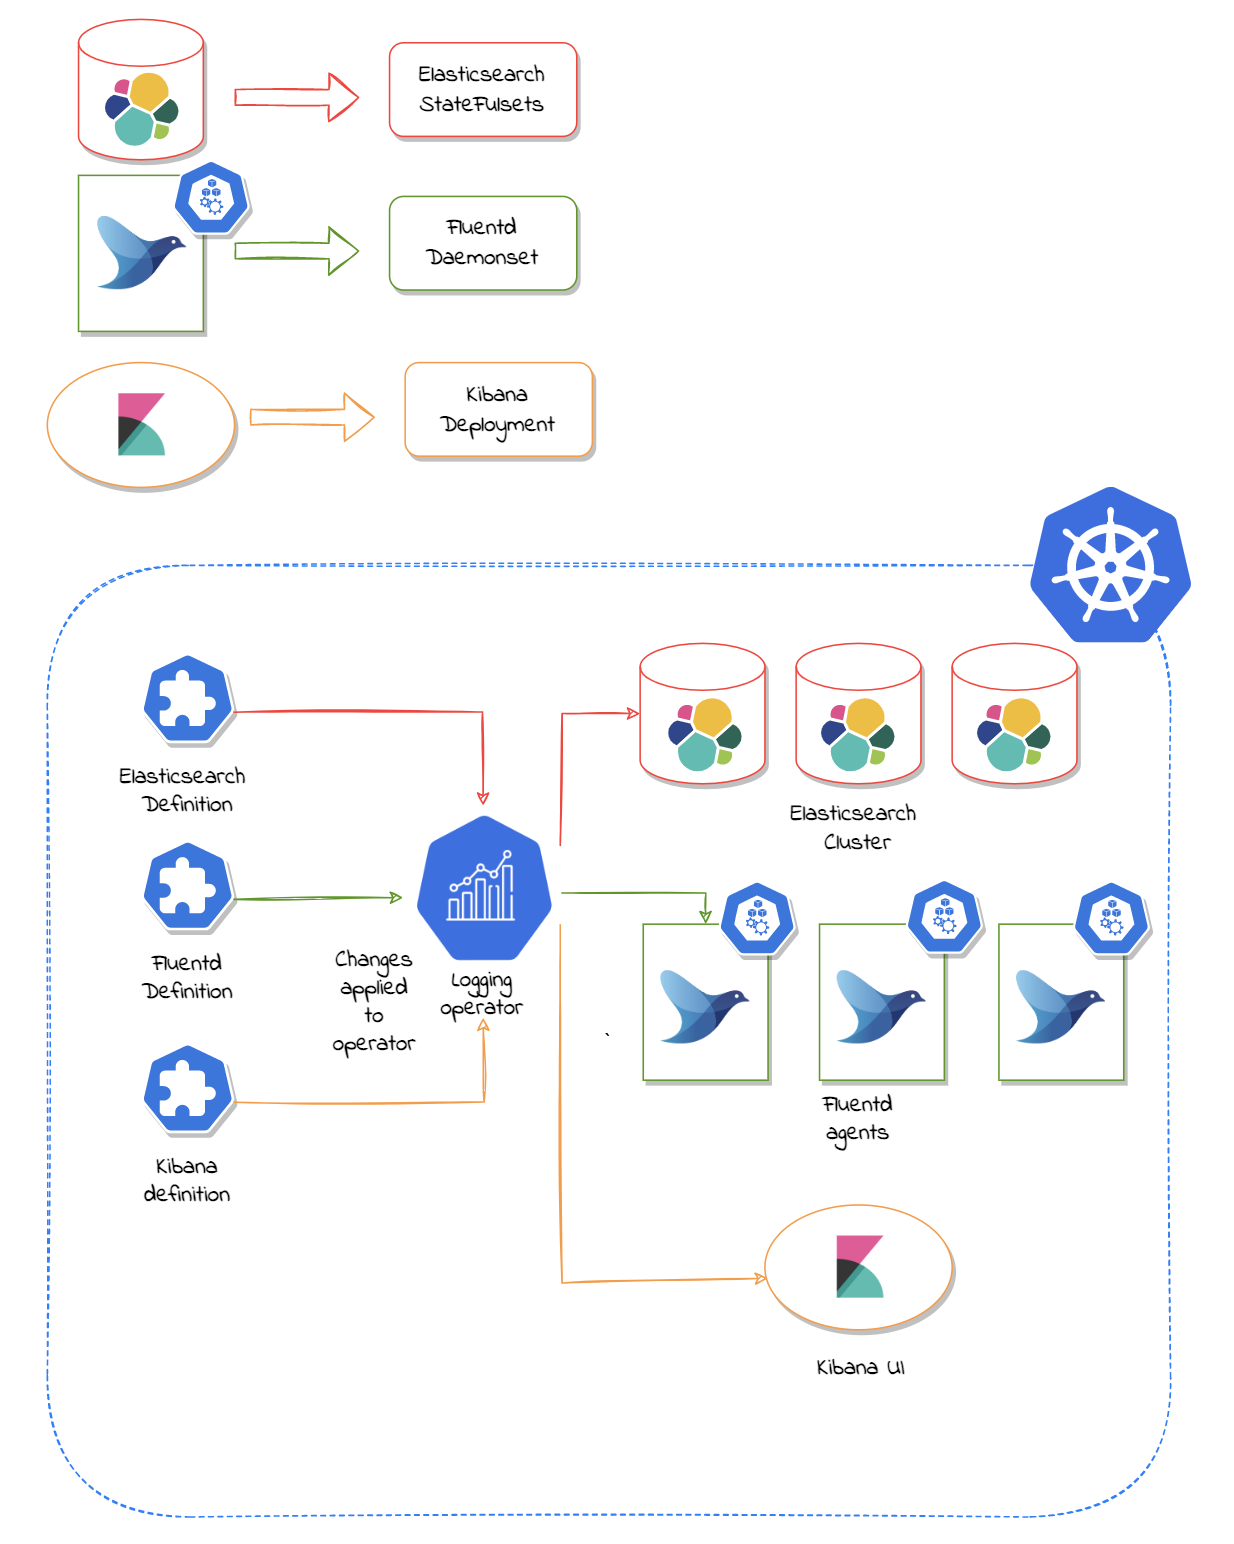 Elasticsearch
StateFulsets
Fluentd
Daemonset
Kibana
Deployment
Elasticsearch
Definition
Elasticsearch
Cluster
Fluentd
Definition
Changes
applied
to
operator
Logging
operator
`
Fluentd
agents
Kibana
definition
Kibana UI